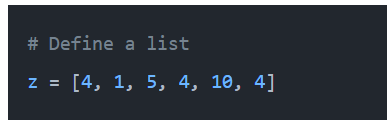 # Define a list
z = [4, 1, 5, 4, 10, 4]